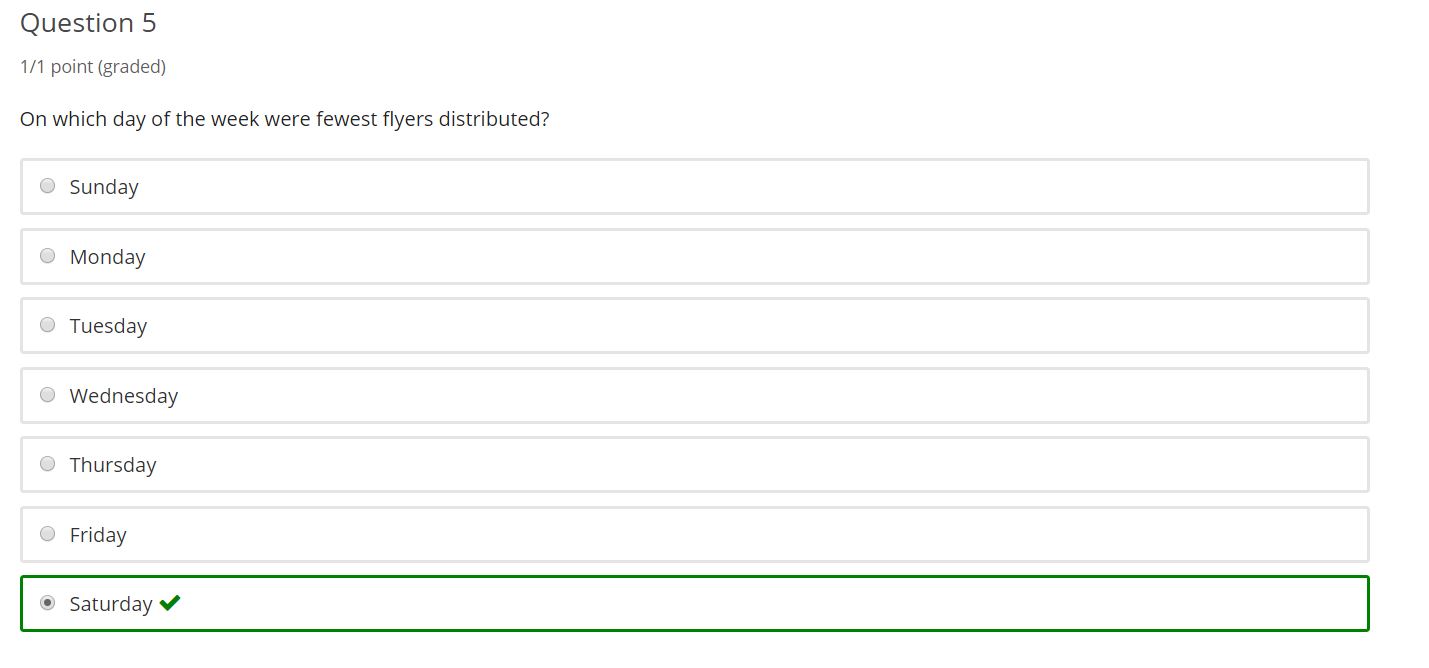 Question 5
1/1 point (graded)
On which day of the week were fewest flyers distributed?
Sunday
Monday
Tuesday
Wednesday
Thursday
Friday
Saturday